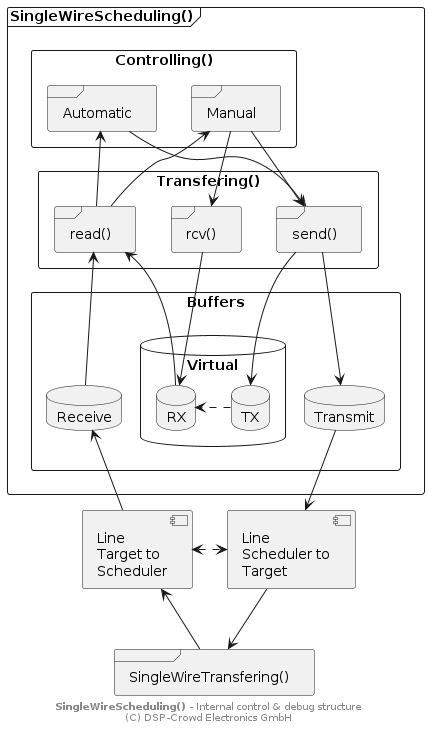 SingleWireScheduling()
Controlling()
Automatic
Manual
Transfering()
read()
rcv()
send()
Buffers
Virtual
Receive
RX
TX
Transmit
Line
Target to
Scheduler
Line
Scheduler to
Target
SingleWireTransfering()
SingleWireScheduling() - Internal control & debug structure
(C) DSP-Crowd Electronics GmbH